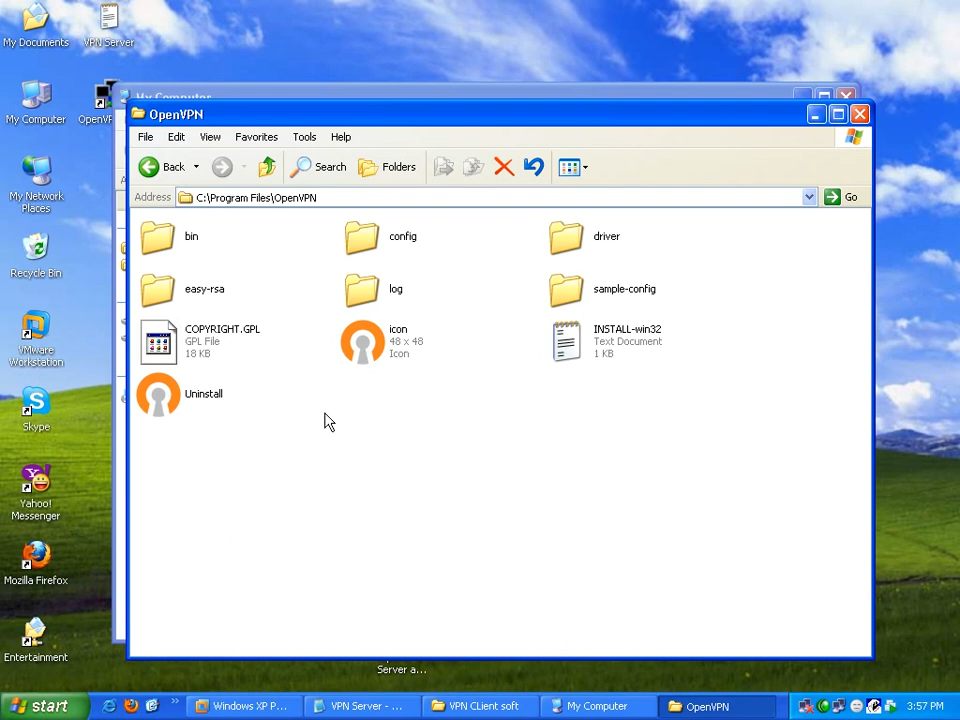 My Documents
VPN Server
My Computer
My Computer
OpenVPN
OpenVP
File Edit View Favorites Tools Help
Back Search Folders
Address C:\Program Files\OpenVPN Go
My Network
Places
Recycle Bin
VMware
Workstation
Skype
Yahoo!
Messenger
Mozilla Firefox
Entertainment
bin
config
driver
easy-rsa
log
sample-config
COPYRIGHT.GPL
GPL File
18 KB
icon
48 x 48
Icon
INSTALL-win32
Text Document
1 KB
Uninstall
Server a...
start
Windows XP P...
VPN Server - ...
VPN CLient soft
My Computer
OpenVPN
3:57 PM